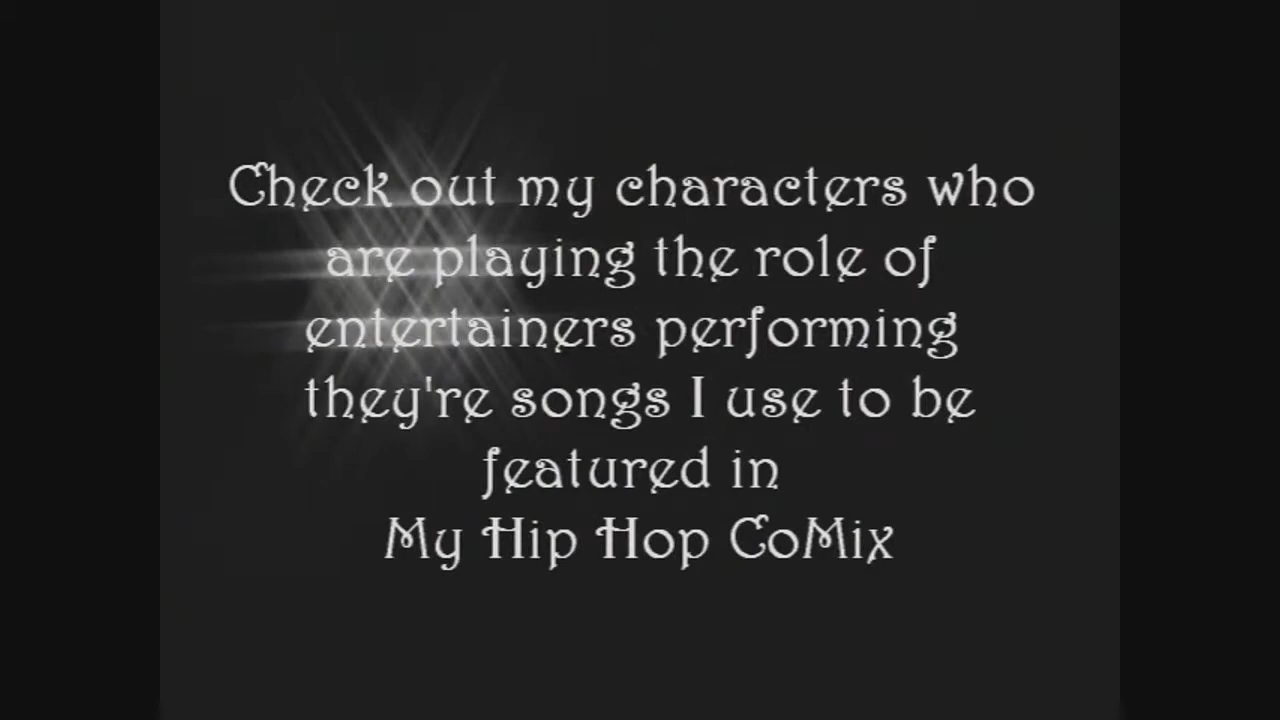 Check out my characters who
are playing the role of
entertainers performing
they're songs I use to be
featured in
My Hip Hop CoMix